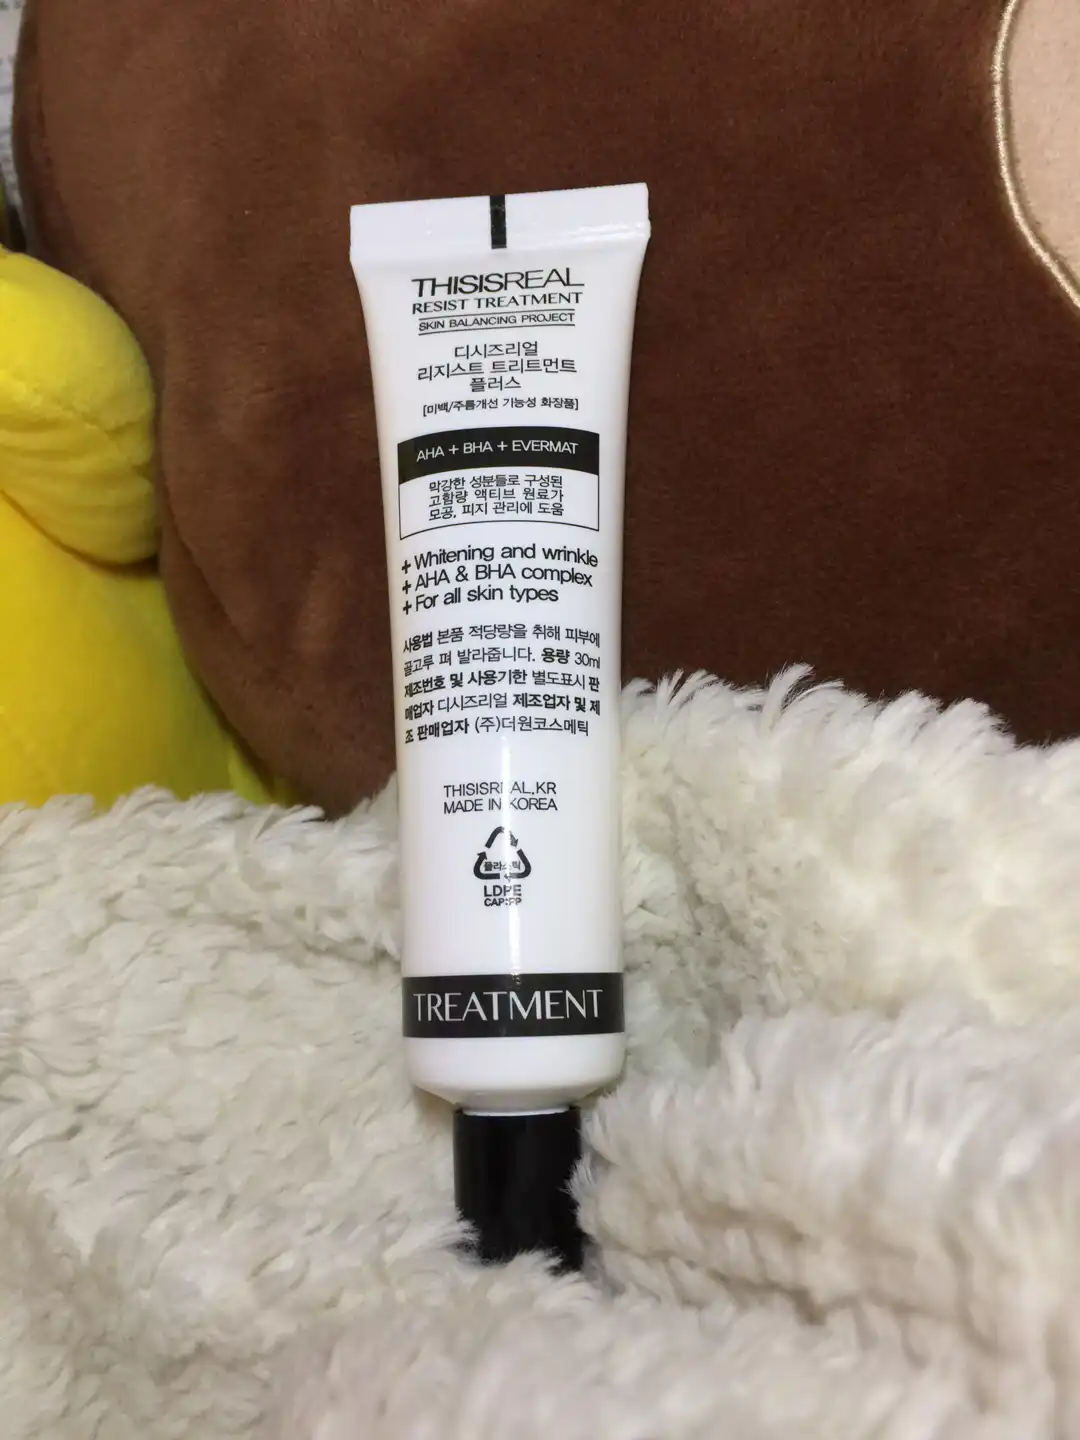 THISISREAL
RESIST TREATMENT
SKIN BALANCING PROJECT
디시즈리얼
리지스트 트리트먼트
플러스
[미백/주름개선 기능성 화장품]
AHA + BHA + EVERMAT
막강한 성분들로 구성된
고함량 액티브 원료가
모공, 피지 관리에 도움
+ Whitening and wrinkle
+ AHA & BHA complex
+ For all skin types
사용법 본품 적당량을 취해 피부에
골고루 펴 발라줍니다. 용량 30ml
제조번호 및 사용기한 별도표시 판
매업자 디시즈리얼 제조업자 및 제
조 판매업자 (주)더원코스메틱
THISISREAL.KR
MADE IN KOREA
플라스틱
LDPE
CAP:PP
TREATMENT